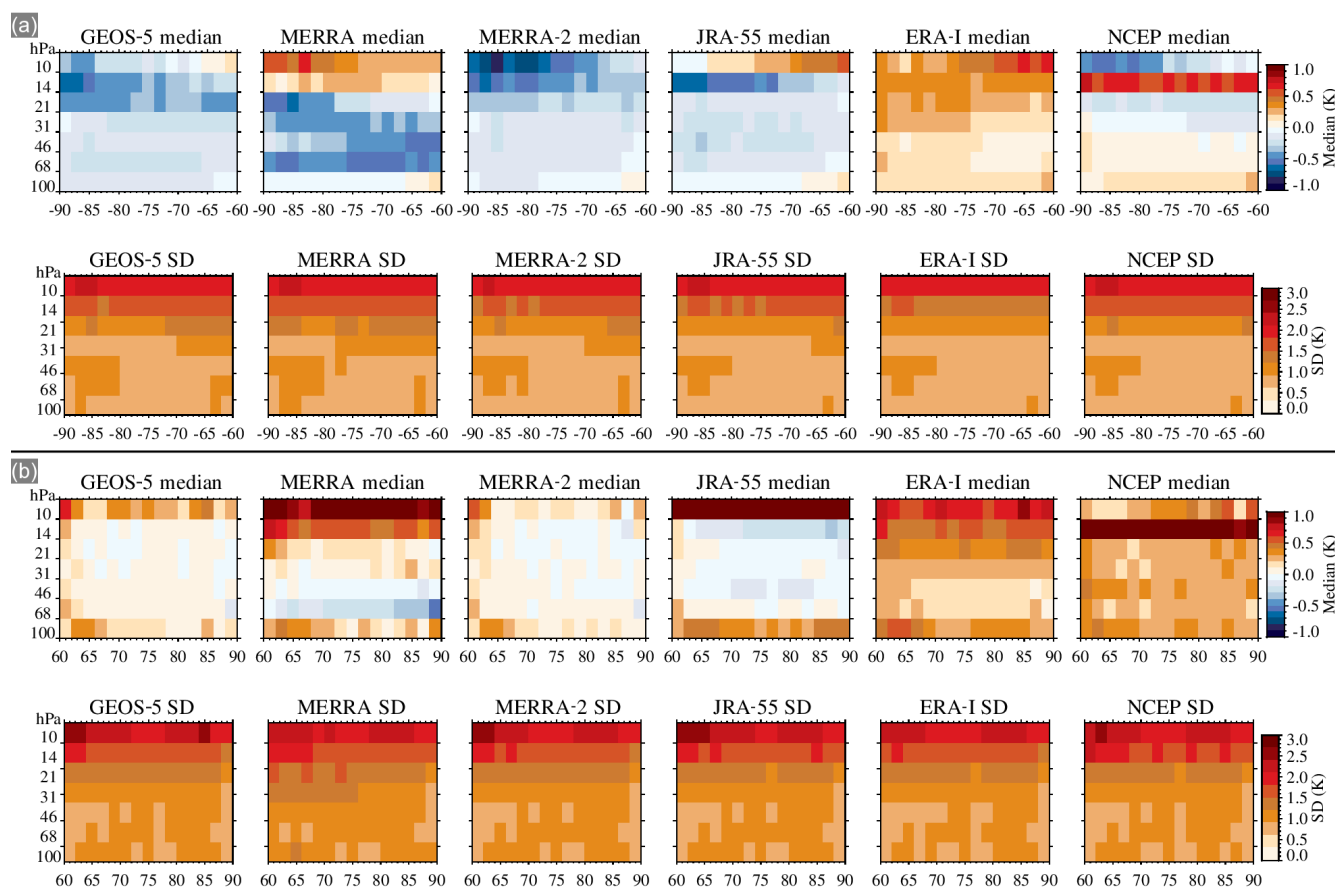 (a)
GEOS-5 median MERRA median MERRA-2 median JRA-55 median ERA-I median NCEP median
hPa
10
14
21
31
46
68
100
1.0
0.5
0.0
-0.5
-1.0
Median (K)
-90 -85 -80 -75 -70 -65 -60 -90 -85 -80 -75 -70 -65 -60 -90 -85 -80 -75 -70 -65 -60 -90 -85 -80 -75 -70 -65 -60 -90 -85 -80 -75 -70 -65 -60 -90 -85 -80 -75 -70 -65 -60
GEOS-5 SD MERRA SD MERRA-2 SD JRA-55 SD ERA-I SD NCEP SD
hPa
10
14
21
31
46
68
100
3.0
2.5
2.0
1.5
1.0
0.5
0.0
SD (K)
-90 -85 -80 -75 -70 -65 -60 -90 -85 -80 -75 -70 -65 -60 -90 -85 -80 -75 -70 -65 -60 -90 -85 -80 -75 -70 -65 -60 -90 -85 -80 -75 -70 -65 -60 -90 -85 -80 -75 -70 -65 -60
(b)
GEOS-5 median MERRA median MERRA-2 median JRA-55 median ERA-I median NCEP median
hPa
10
14
21
31
46
68
100
1.0
0.5
0.0
-0.5
-1.0
Median (K)
60 65 70 75 80 85 90 60 65 70 75 80 85 90 60 65 70 75 80 85 90 60 65 70 75 80 85 90 60 65 70 75 80 85 90 60 65 70 75 80 85 90
GEOS-5 SD MERRA SD MERRA-2 SD JRA-55 SD ERA-I SD NCEP SD
hPa
10
14
21
31
46
68
100
3.0
2.5
2.0
1.5
1.0
0.5
0.0
SD (K)
60 65 70 75 80 85 90 60 65 70 75 80 85 90 60 65 70 75 80 85 90 60 65 70 75 80 85 90 60 65 70 75 80 85 90 60 65 70 75 80 85 90